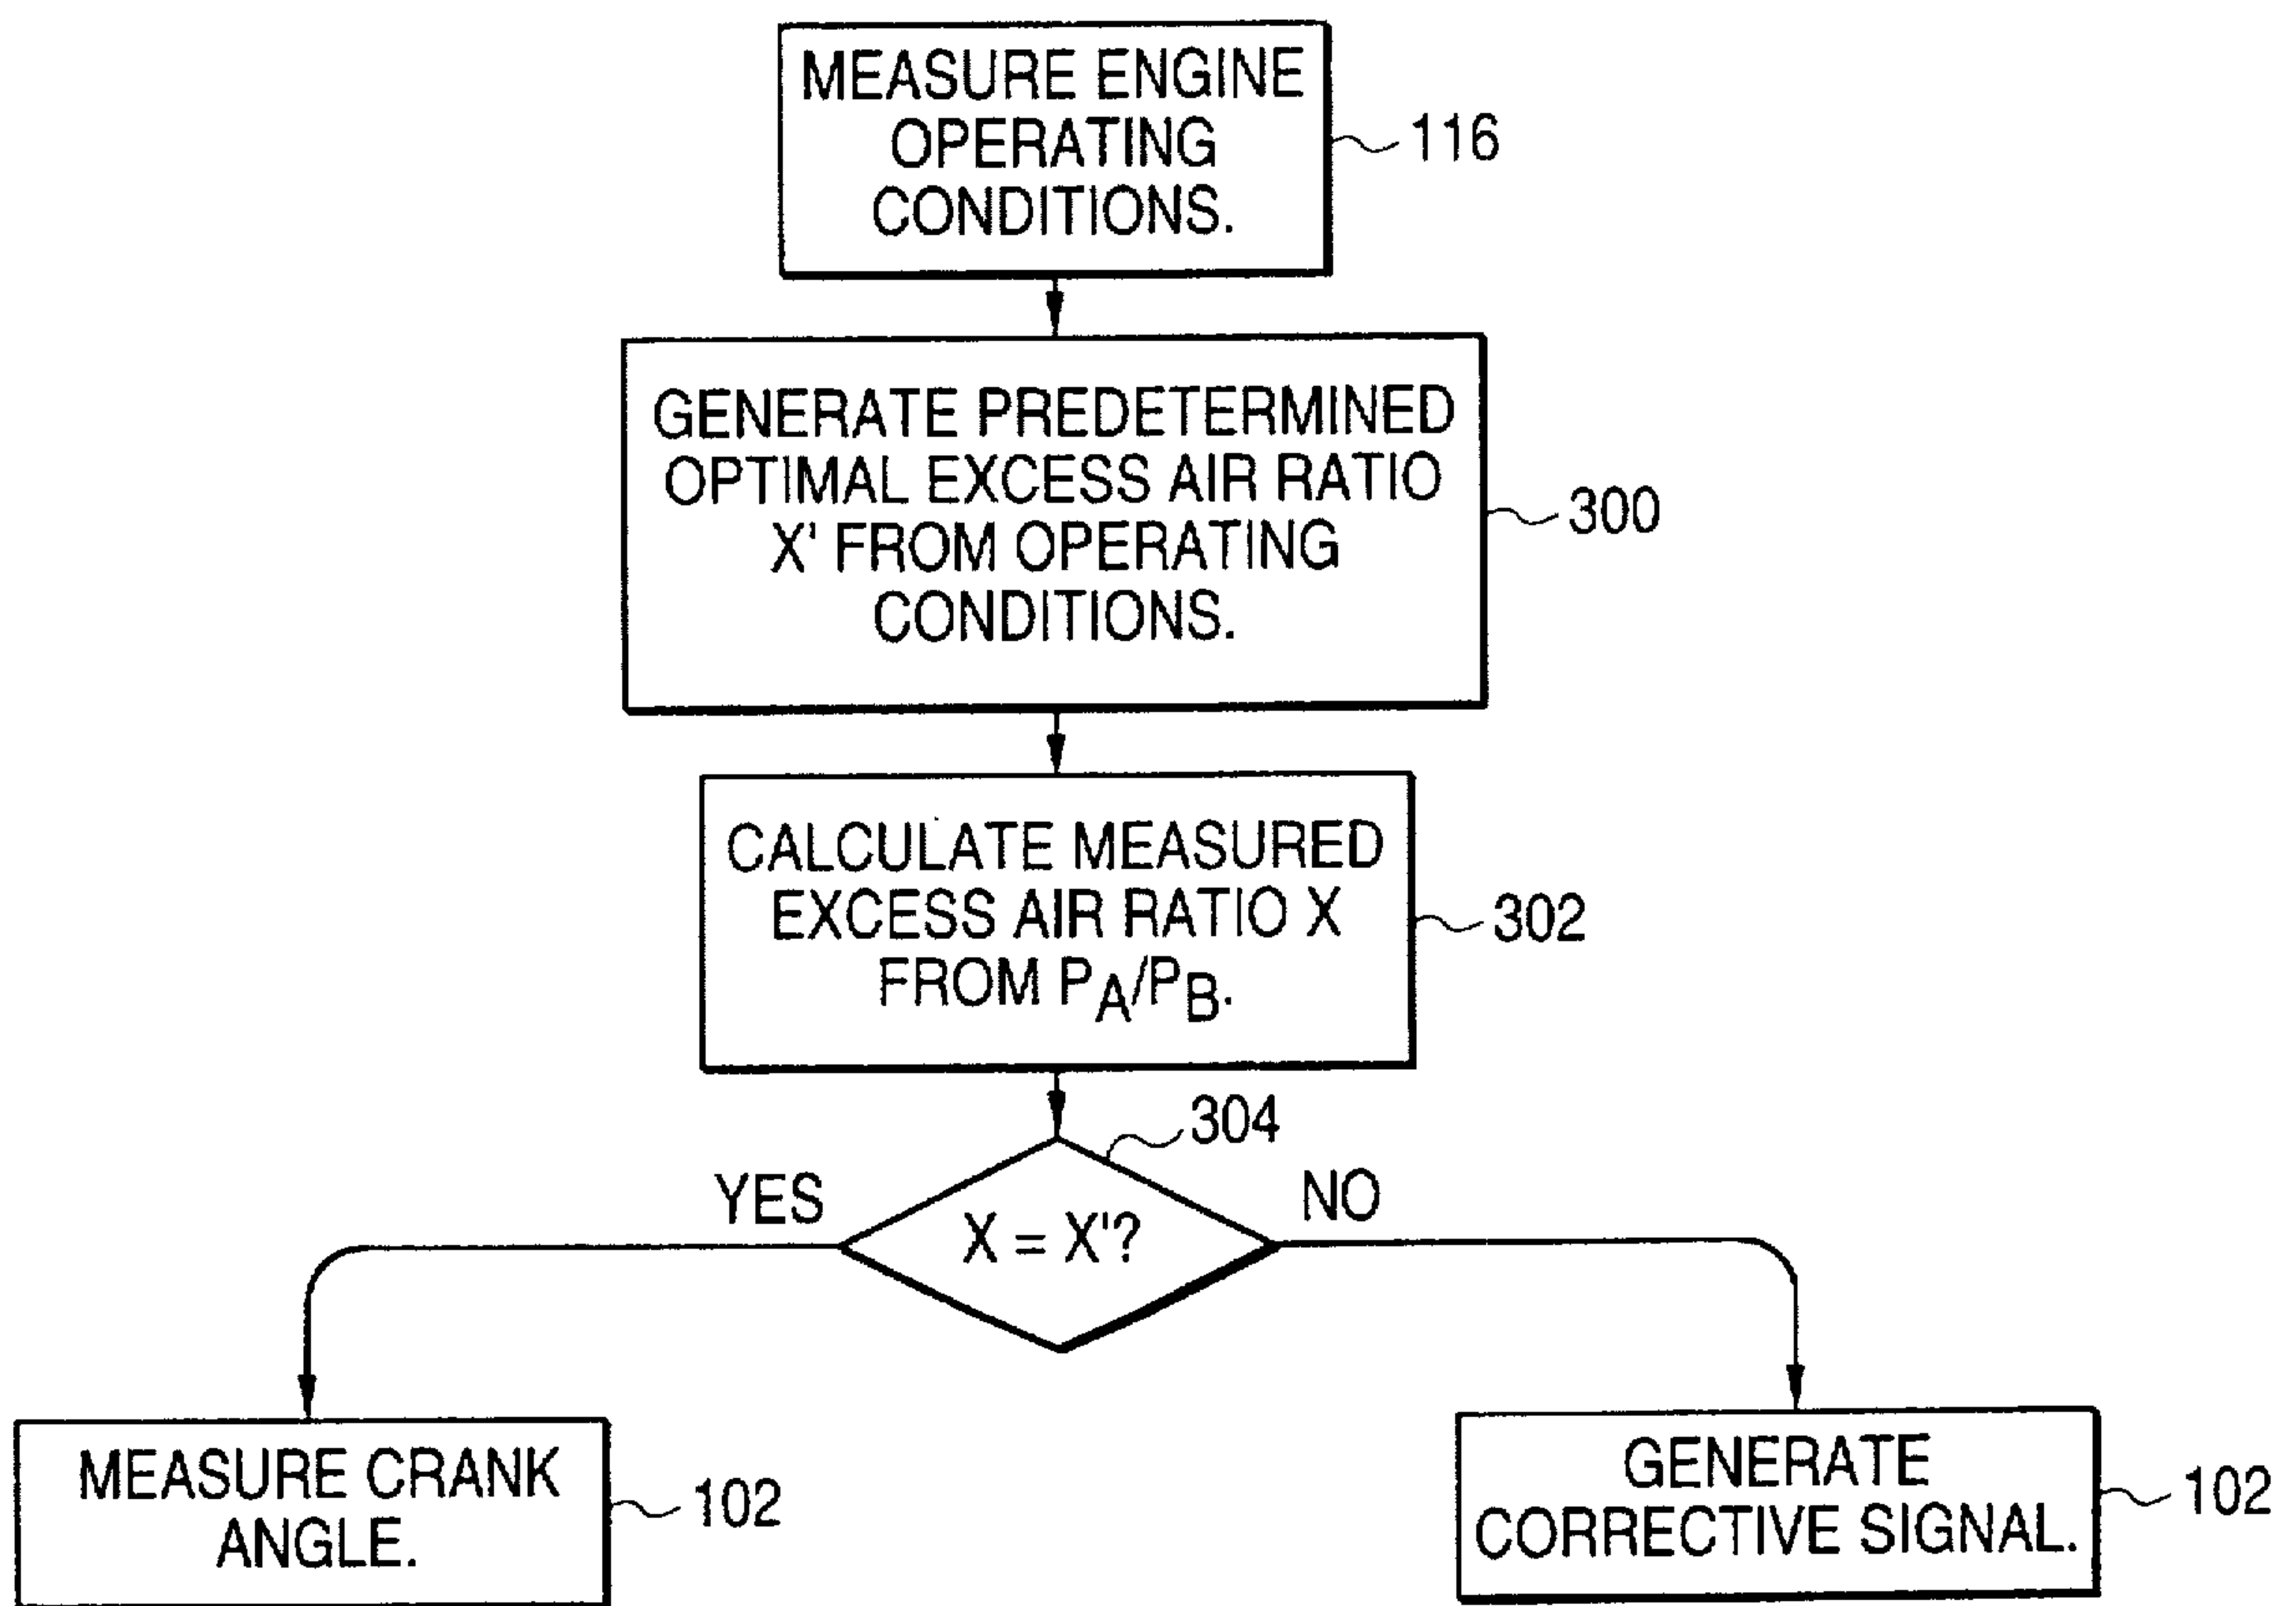 MEASURE ENGINE
OPERATING
CONDITIONS.
116
GENERATE PREDETERMINED
OPTIMAL EXCESS AIR RATIO
X' FROM OPERATING
CONDITIONS.
300
CALCULATE MEASURED
EXCESS AIR RATIO X
FROM PA/PB.
302
304
YES
X = X'?
NO
MEASURE CRANK
ANGLE.
102
GENERATE
CORRECTIVE SIGNAL.
102